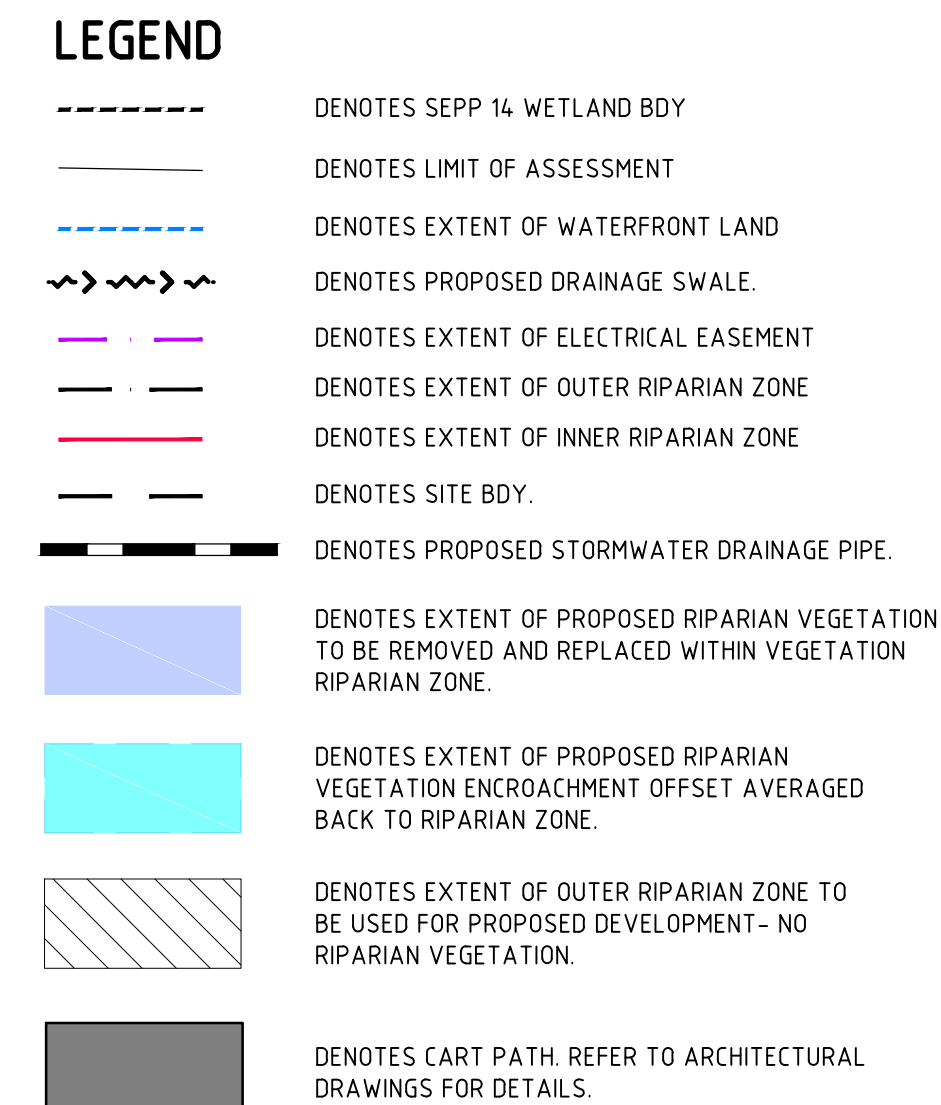 LEGEND
DENOTES SEPP 14 WETLAND BDY
DENOTES LIMIT OF ASSESSMENT
DENOTES EXTENT OF WATERFRONT LAND
DENOTES PROPOSED DRAINAGE SWALE.
DENOTES EXTENT OF ELECTRICAL EASEMENT
DENOTES EXTENT OF OUTER RIPARIAN ZONE
DENOTES EXTENT OF INNER RIPARIAN ZONE
DENOTES SITE BDY.
DENOTES PROPOSED STORMWATER DRAINAGE PIPE.
DENOTES EXTENT OF PROPOSED RIPARIAN VEGETATION
TO BE REMOVED AND REPLACED WITHIN VEGETATION
RIPARIAN ZONE.
DENOTES EXTENT OF PROPOSED RIPARIAN
VEGETATION ENCROACHMENT OFFSET AVERAGED
BACK TO RIPARIAN ZONE.
DENOTES EXTENT OF OUTER RIPARIAN ZONE TO
BE USED FOR PROPOSED DEVELOPMENT- NO
RIPARIAN VEGETATION.
DENOTES CART PATH. REFER TO ARCHITECTURAL
DRAWINGS FOR DETAILS.